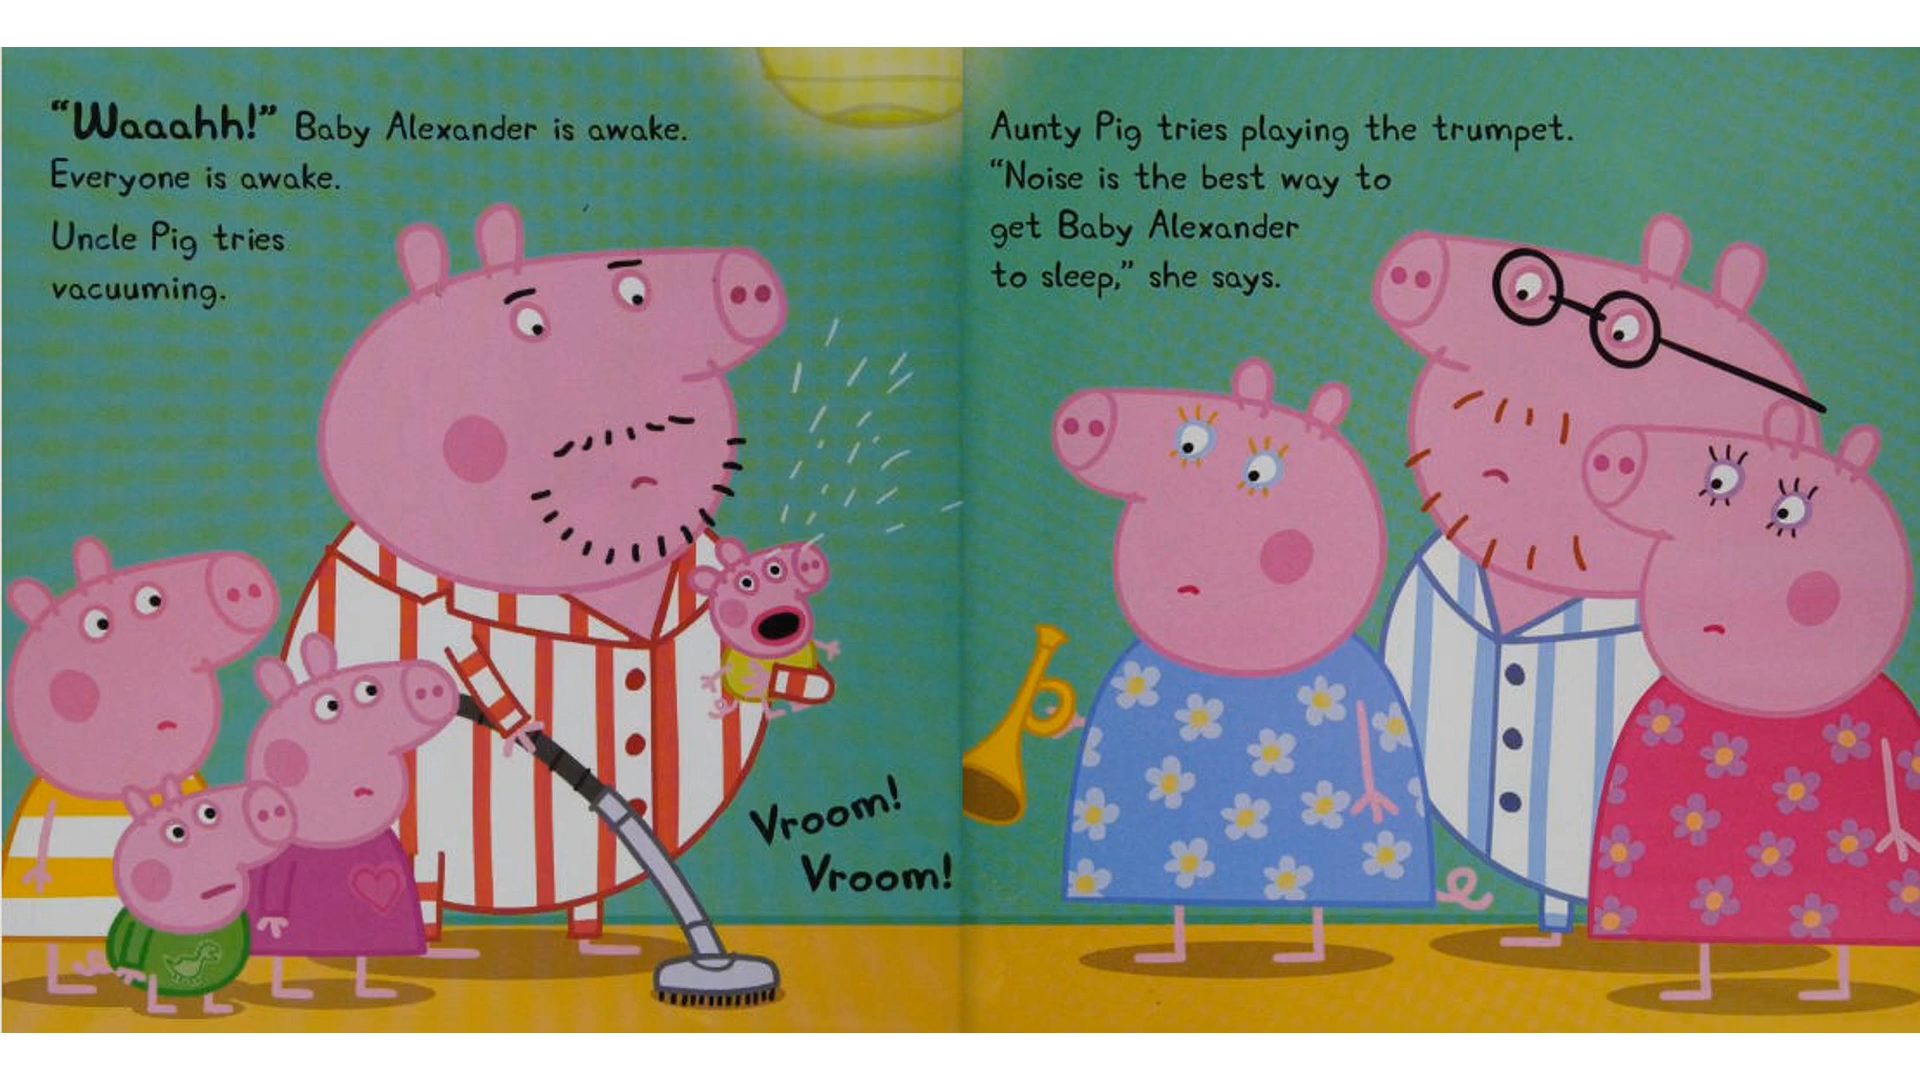 “Waaahh!” Baby Alexander is awake.
Everyone is awake.
Uncle Pig tries
vacuuming.
Vroom!
Vroom!
Aunty Pig tries playing the trumpet.
“Noise is the best way to
get Baby Alexander
to sleep,” she says.